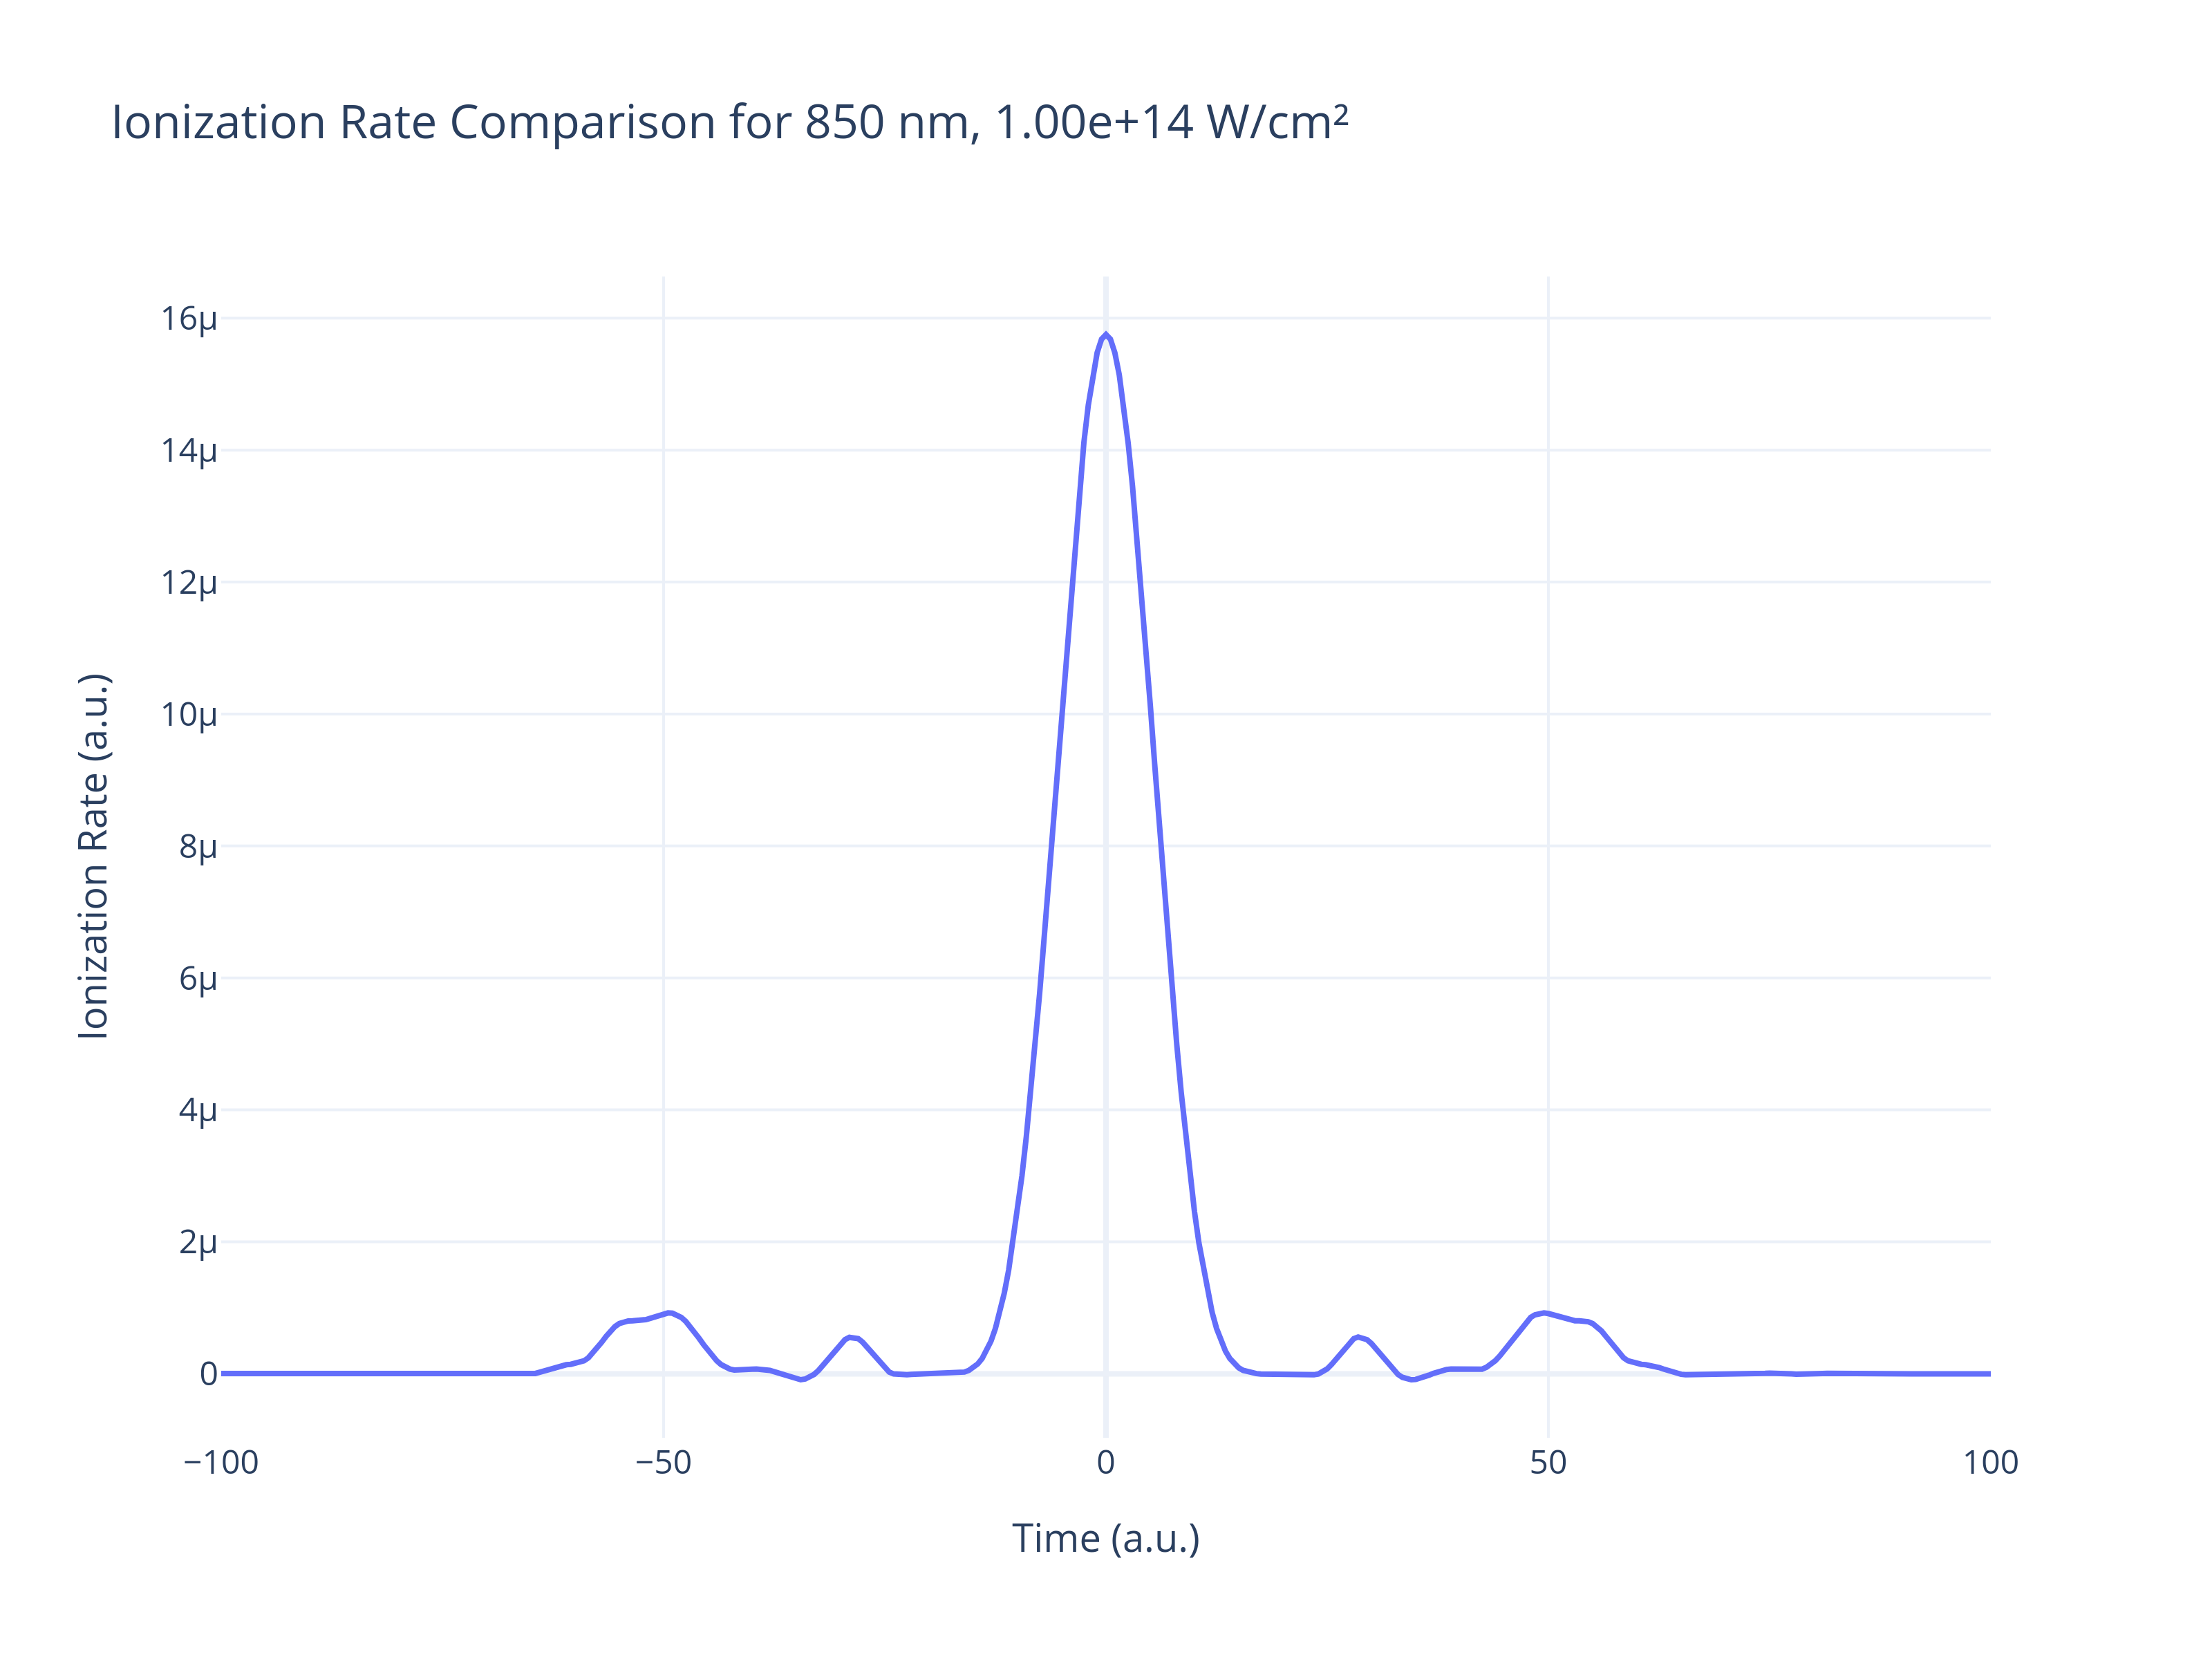 Ionization Rate Comparison for 850 nm, 1.00e+14 W/cm²
16μ
14μ
12μ
10μ
8μ
6μ
4μ
2μ
0
Ionization Rate (a.u.)
−100
−50
0
50
100
Time (a.u.)